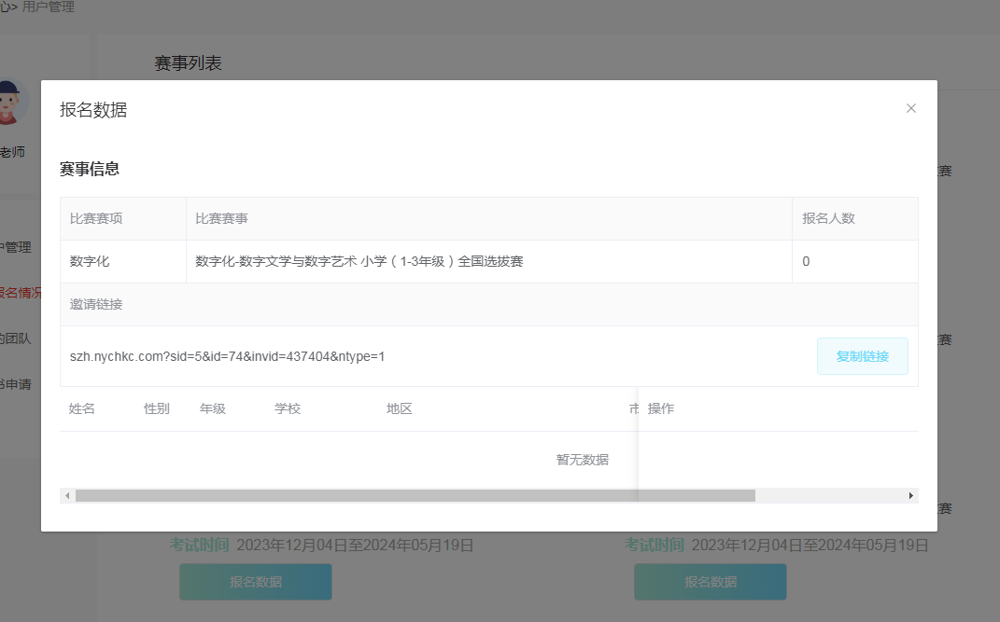 心> 用户管理
赛事列表
报名数据
老师
赛事信息
赛
比赛赛项 比赛赛事 报名人数
户管理
数字化 数字化-数字文学与数字艺术 小学（1-3年级）全国选拔赛 0
报名情况
邀请链接
的团队
赛
szh.nychkc.com?sid=5&id=74&invid=437404&ntype=1 复制链接
书申请
姓名 性别 年级 学校 地区 市 操作
暂无数据
赛
考试时间 2023年12月04日至2024年05月19日 考试时间 2023年12月04日至2024年05月19日
报名数据 报名数据